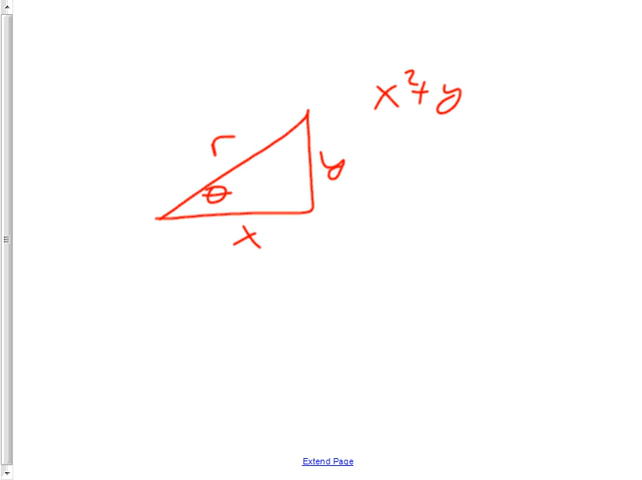 x² + y
r
y
θ
x
Extend Page